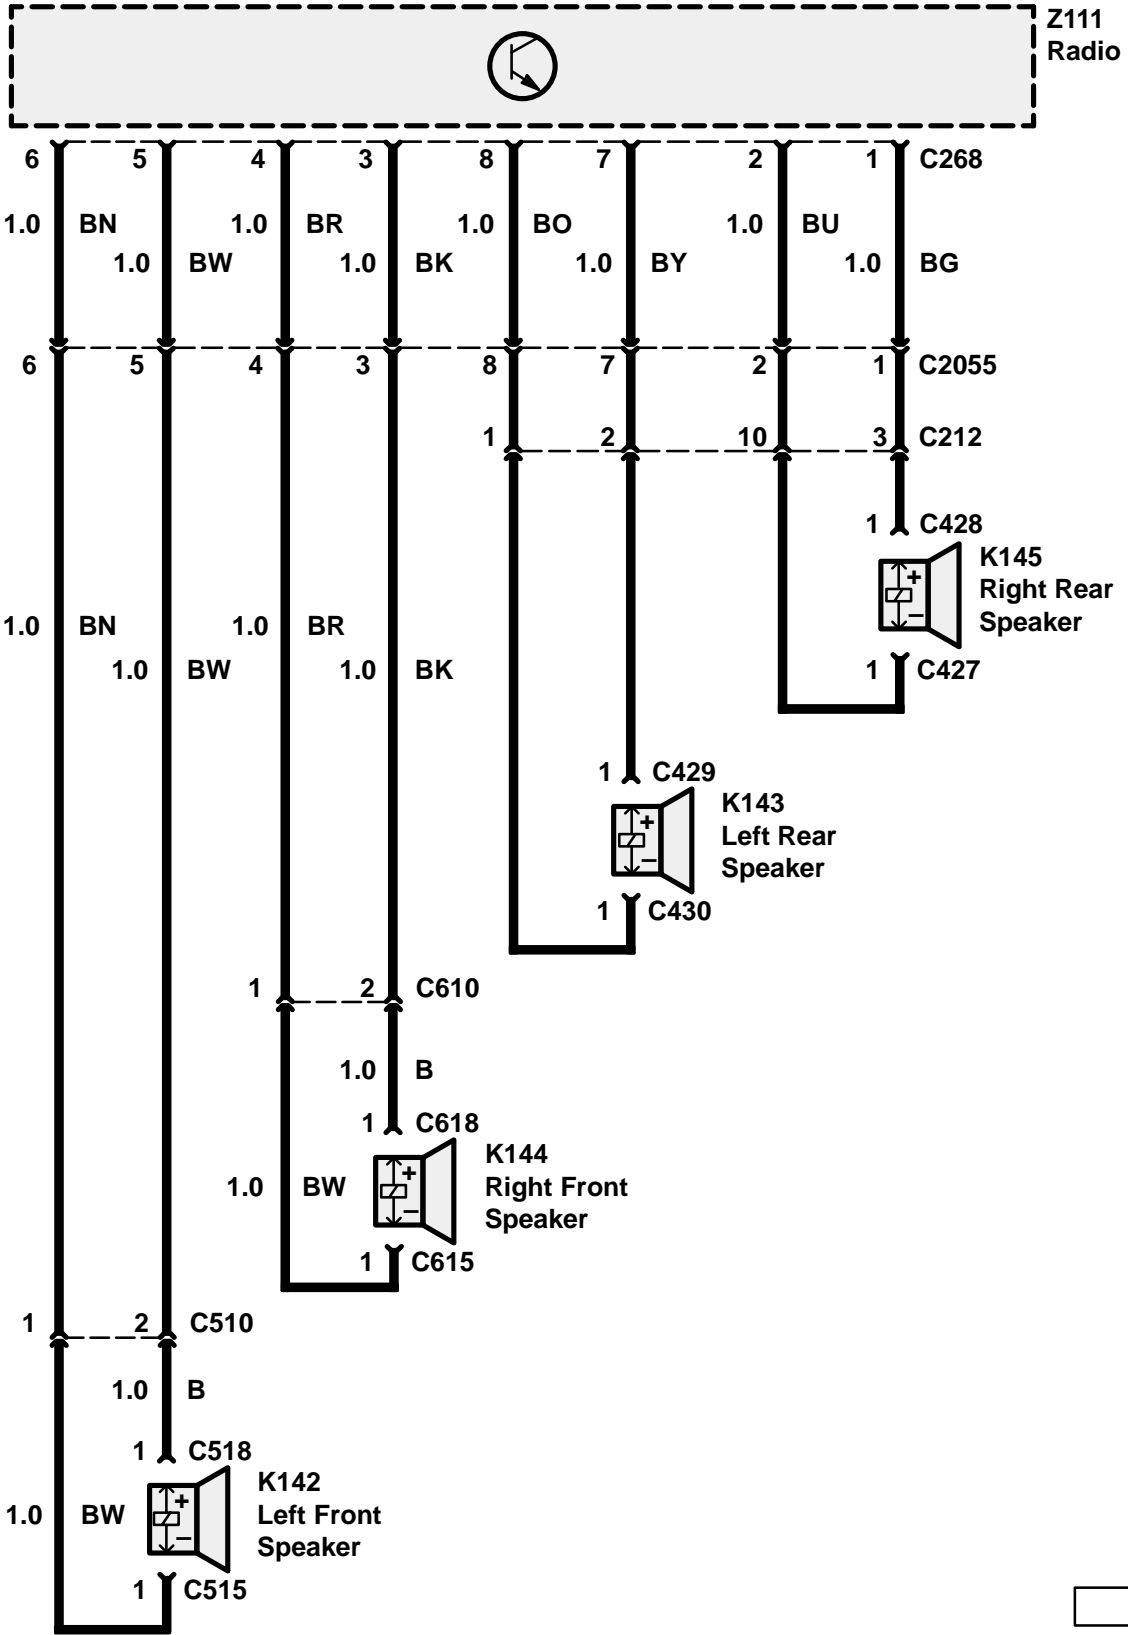 Z111
Radio
6 5 4 3 8 7 2 1 C268
1.0 BN 1.0 BR 1.0 BO 1.0 BU
1.0 BW 1.0 BK 1.0 BY 1.0 BG
6 5 4 3 8 7 2 1 C2055
1 2 10 3 C212
1 C428
K145
Right Rear
Speaker
1.0 BN 1.0 BR
1.0 BW 1.0 BK
1 C427
1 C429
K143
Left Rear
Speaker
1 C430
1 2 C610
1.0 B
1 C618
K144
Right Front
Speaker
1.0 BW
1 C615
1 2 C510
1.0 B
1 C518
K142
Left Front
Speaker
1.0 BW
1 C515